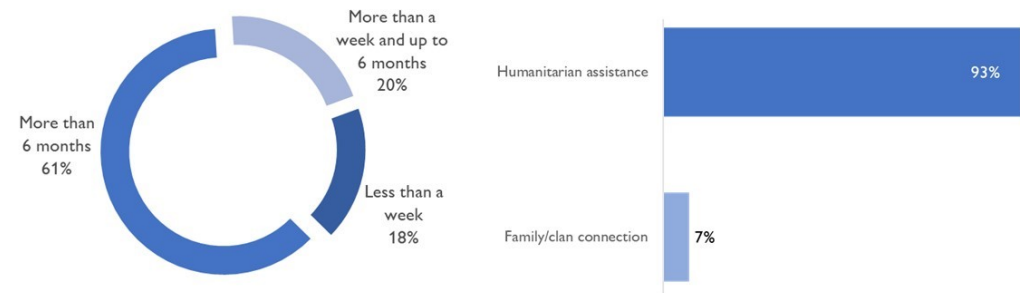 More than a
week and up to
6 months
20%
More than
6 months
61%
Less than a
week
18%
Humanitarian assistance
93%
Family/clan connection
7%